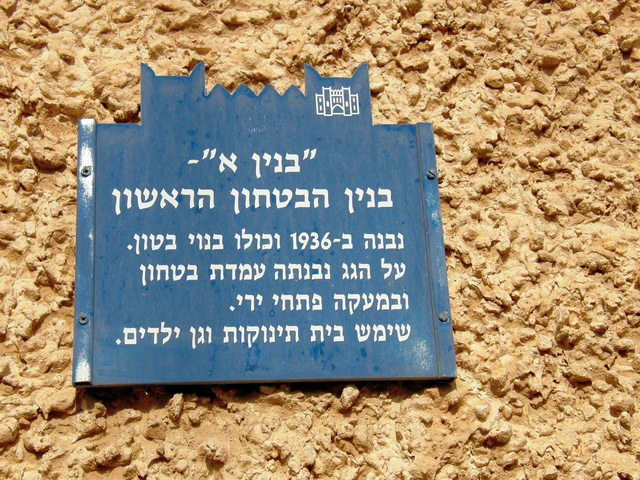 "בנין א"-
בנין הבטחון הראשון
נבנה ב-1936 וכולו בנוי בטון.
על הגג נבנתה עמדת בטחון
ובמעקה פתחי ירי.
שימש בית תינוקות וגן ילדים.